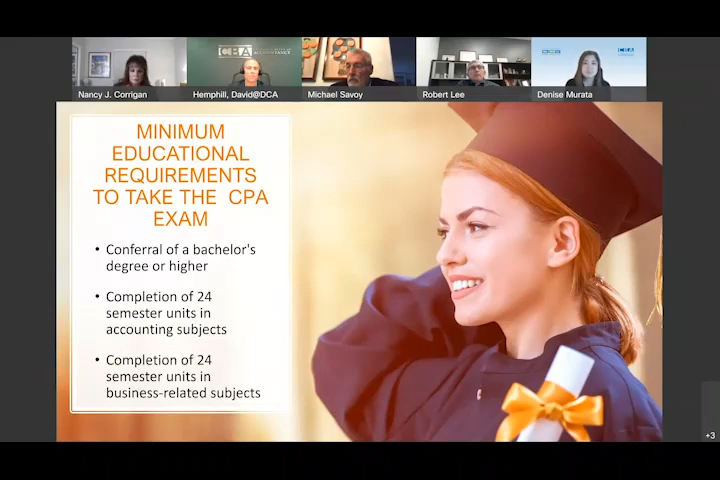 CBA
CBA
Nancy J. Corrigan
Hemphill, David@DCA
Michael Savoy
Robert Lee
Denise Murata
MINIMUM
EDUCATIONAL
REQUIREMENTS
TO TAKE THE CPA
EXAM
• Conferral of a bachelor's
degree or higher
• Completion of 24
semester units in
accounting subjects
• Completion of 24
semester units in
business-related subjects
+3